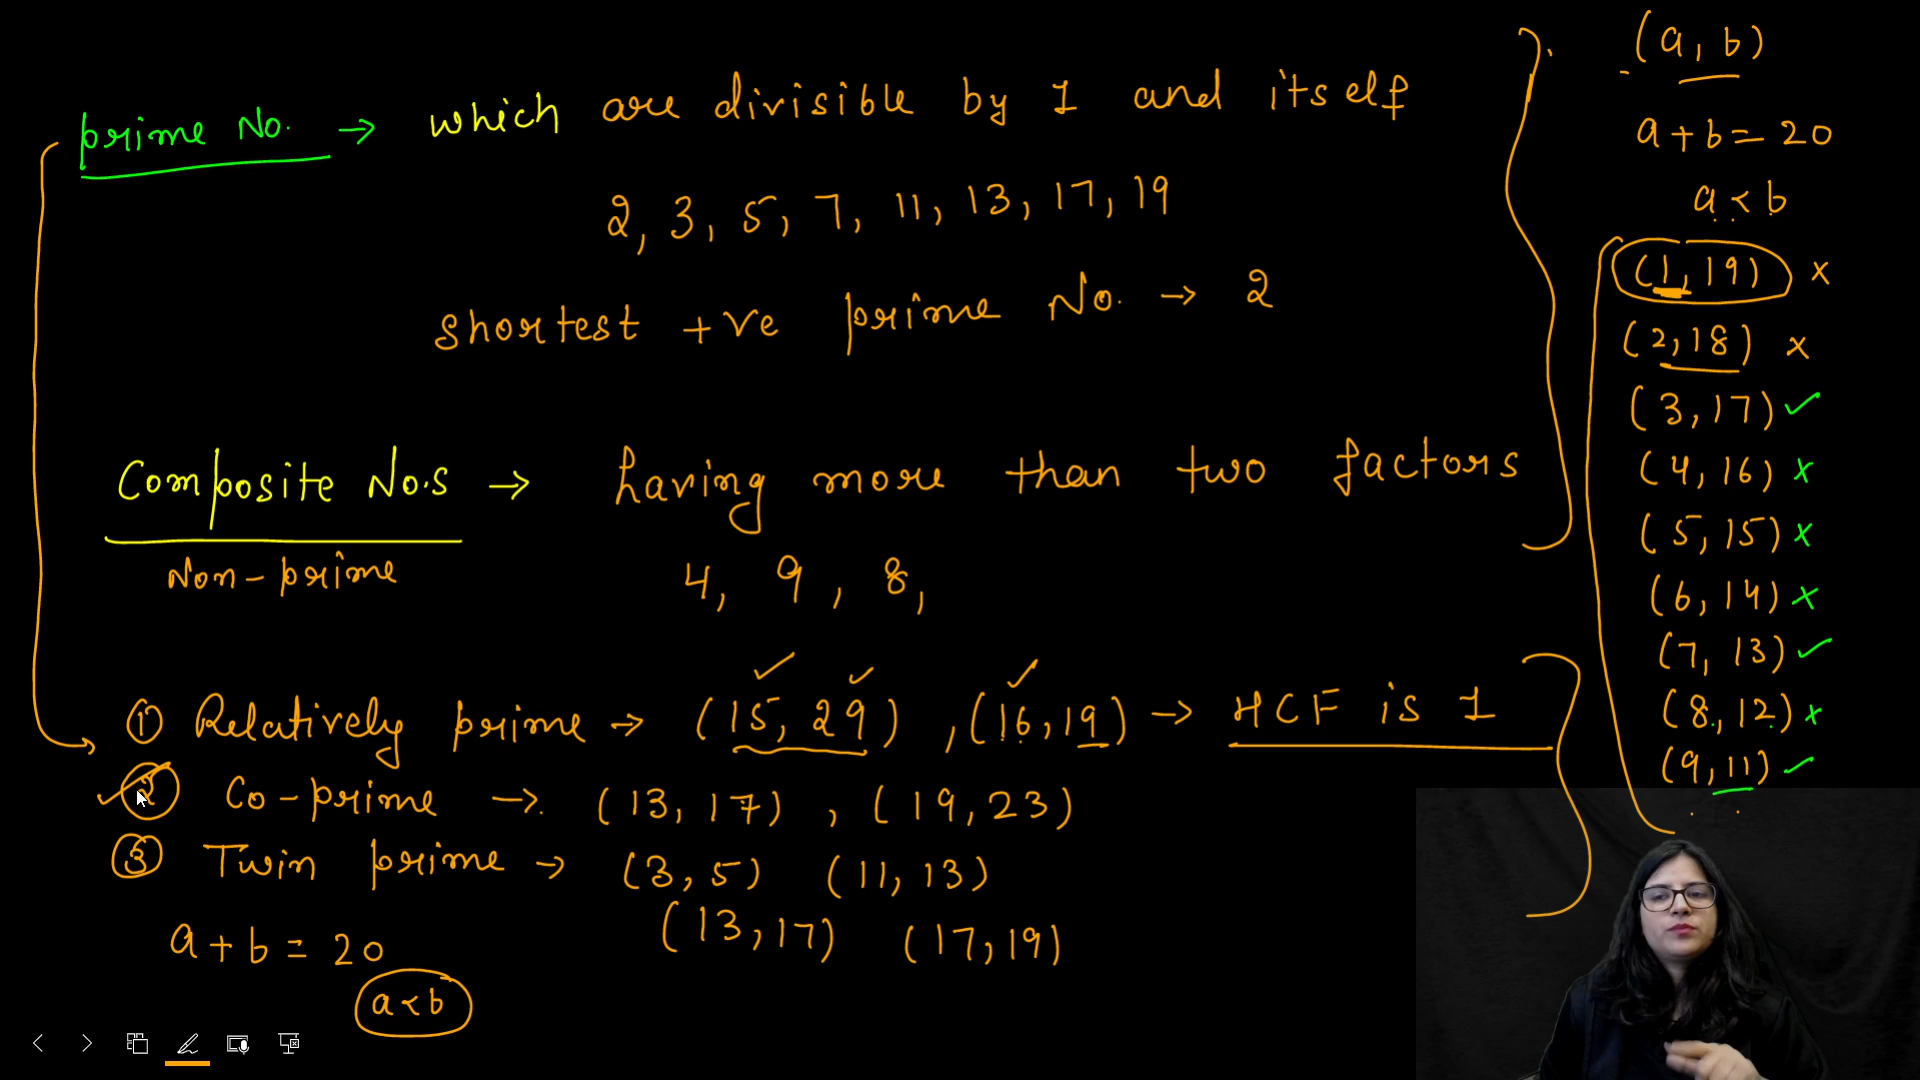 prime No. → which are divisible by 1 and itself
2, 3, 5, 7, 11, 13, 17, 19
shortest +ve prime No. → 2
Composite No.s → having more than two factors
Non-prime
4, 9, 8,
① Relatively prime → (15, 29), (16,19) → HCF is 1
② Co-prime → (13, 17), (19,23)
③ Twin prime → (3,5) (11,13)
(13,17) (17,19)
a + b = 20
a < b
(a, b)
a + b = 20
a < b
(1,19) ×
(2,18) ×
(3,17) ✓
(4,16) ×
(5,15) ×
(6,14) ×
(7,13) ✓
(8,12) ×
(9,11) ✓